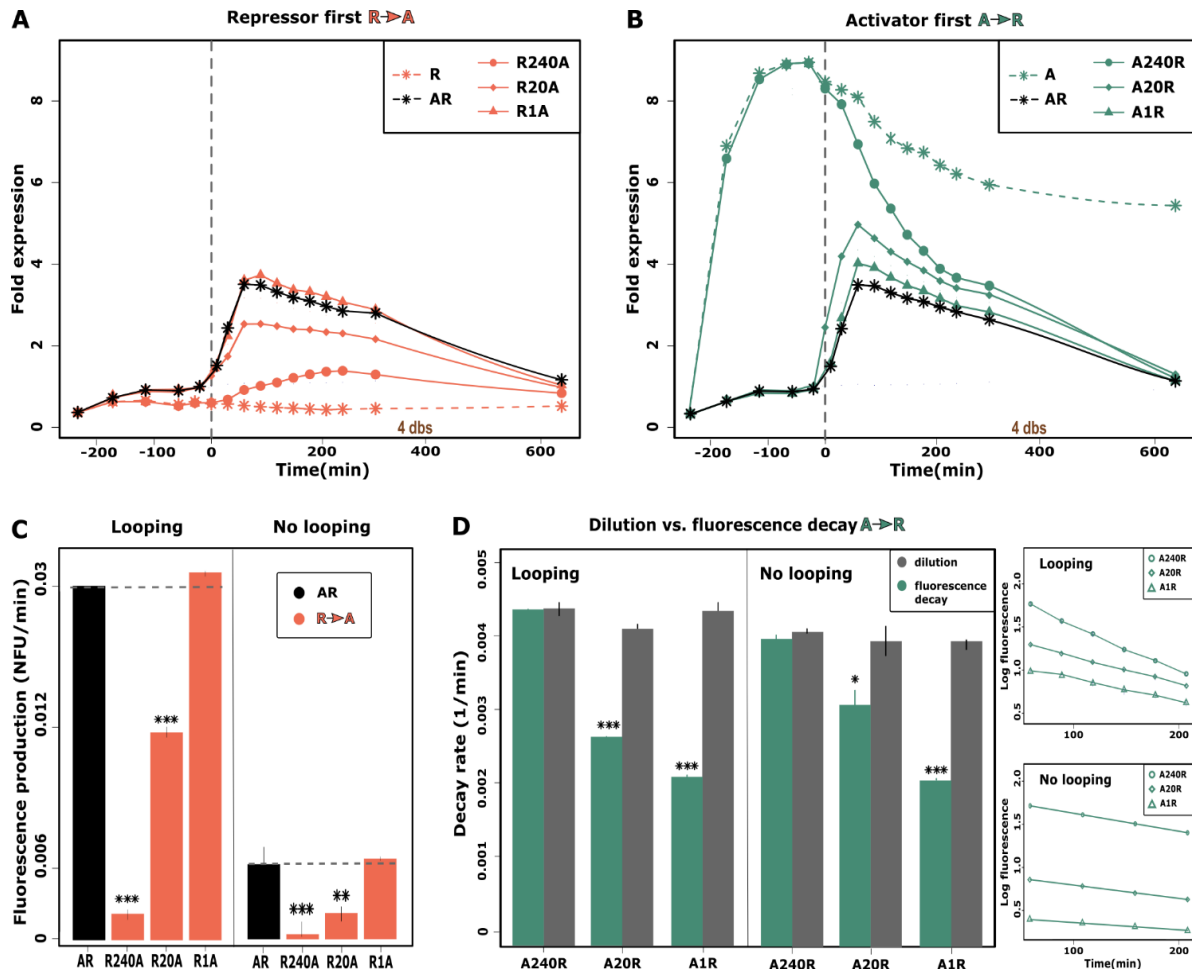 A
Repressor first R→A
Fold expression
8
6
4
2
0
R
AR
R240A
R20A
R1A
4 dbs
-200 -100 0 100 200 400 600
Time(min)
B
Activator first A→R
Fold expression
8
6
4
2
0
A
AR
A240R
A20R
A1R
4 dbs
-200 -100 0 100 200 400 600
Time(min)
C
Looping No looping
Fluorescence production (NFU/min)
0.03
0.012
0.006
0
AR
R→A
*** *** *** **
AR R240A R20A R1A AR R240A R20A R1A
D
Dilution vs. fluorescence decay A→R
Decay rate (1/min)
0.005
0.004
0.003
0.002
0.001
0
Looping No looping
dilution
fluorescence
decay
*** *** * ***
A240R A20R A1R A240R A20R A1R
Looping
Log fluorescence
2.0
1.5
1.0
0.5
A240R
A20R
A1R
100 200
No looping
Log fluorescence
2.0
1.5
1.0
0.5
A240R
A20R
A1R
100 200
Time(min)